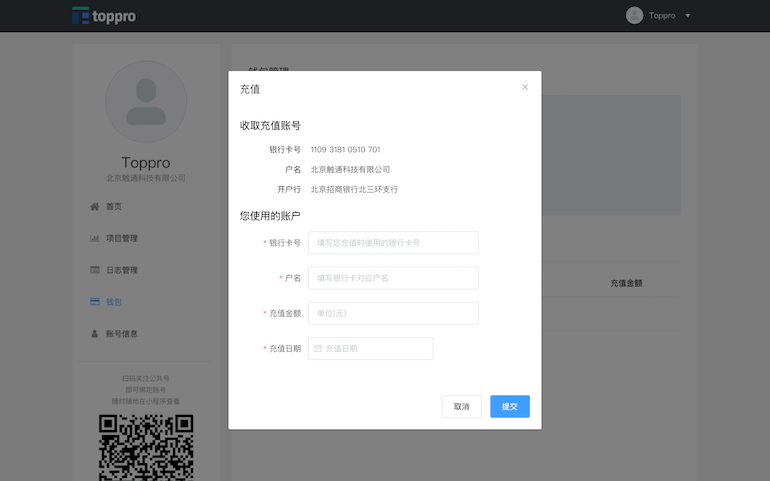 toppro
Toppro
Toppro
北京触通科技有限公司
首页
项目管理
日志管理
钱包
账号信息
扫码关注公共号
即可绑定账号
随时随地在小程序查看
钱包管理
充值金额
充值
收取充值账号
银行卡号 1109 3181 0510 701
户名 北京触通科技有限公司
开户行 北京招商银行北三环支行
您使用的账户
* 银行卡号 填写您充值时使用的银行卡号
* 户名 填写银行卡对应户名
* 充值金额 单位(元)
* 充值日期 充值日期
取消 提交